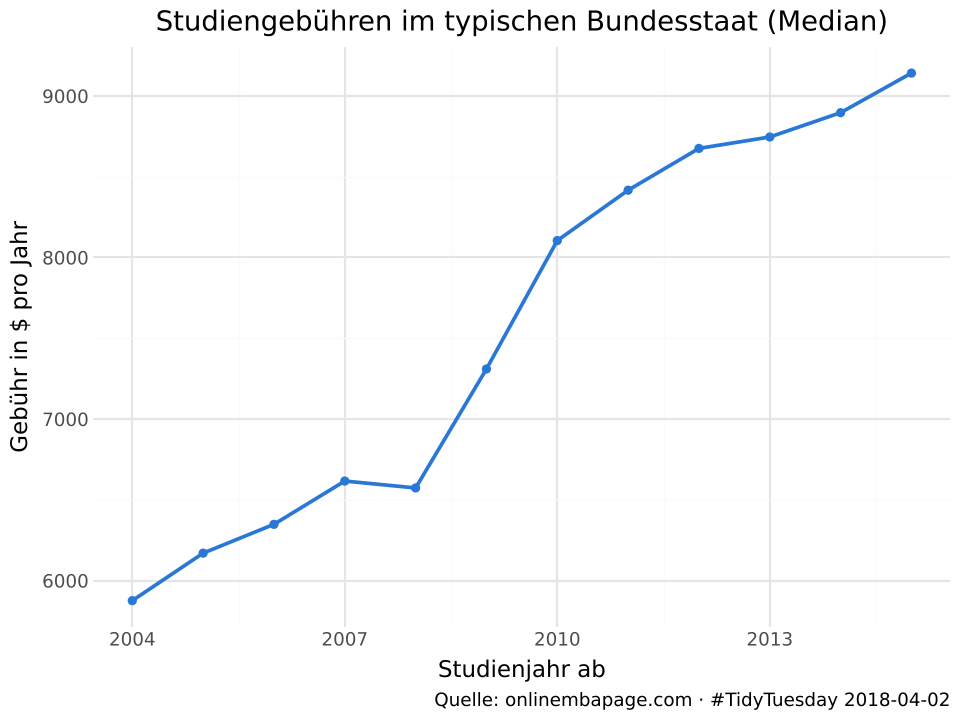 Studiengebühren im typischen Bundesstaat (Median)
Gebühr in $ pro Jahr
9000
8000
7000
6000
2004 2007 2010 2013
Studienjahr ab
Quelle: onlinembapage.com · #TidyTuesday 2018-04-02